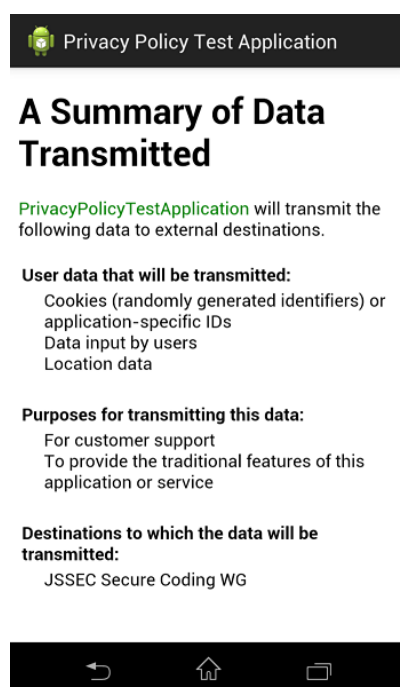 Privacy Policy Test Application
A Summary of Data
Transmitted
PrivacyPolicyTestApplication will transmit the
following data to external destinations.
User data that will be transmitted:
Cookies (randomly generated identifiers) or
application-specific IDs
Data input by users
Location data
Purposes for transmitting this data:
For customer support
To provide the traditional features of this
application or service
Destinations to which the data will be
transmitted:
JSSEC Secure Coding WG